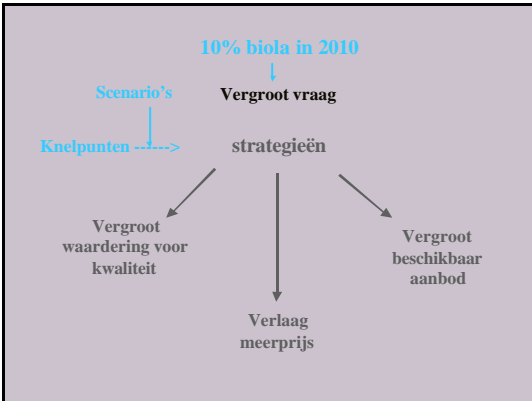 10% biola in 2010
Scenario's
Vergroot vraag
Knelpunten ------>
strategieën
Vergroot
waardering voor
kwaliteit
Vergroot
beschikbaar
aanbod
Verlaag
meerprijs